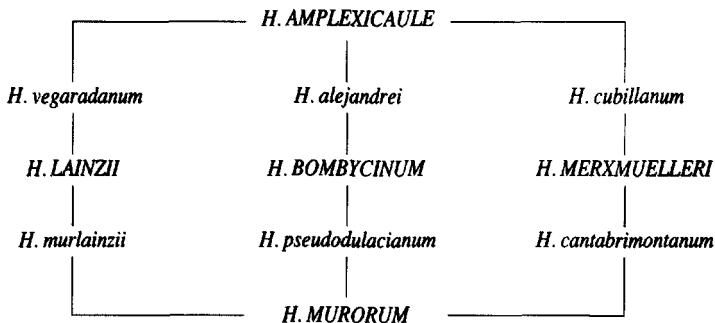 H. AMPLEXICAULE
H. vegaradanum H. alejandrei H. cubillanum
H. LAINZII H. BOMBYCINUM H. MERXMUELLERI
H. murlainzii H. pseudodulacianum H. cantabrimontanum
H. MURORUM